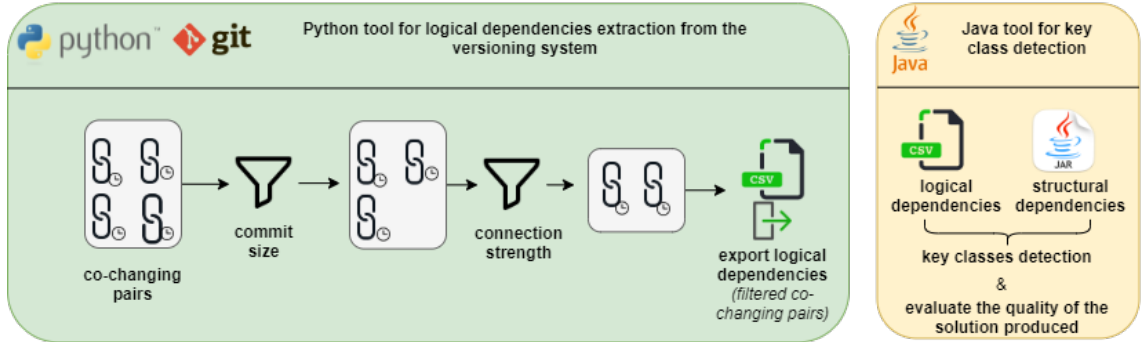 python™
git
Python tool for logical dependencies extraction from the
versioning system
co-changing
pairs
commit
size
connection
strength
CSV
export logical
dependencies
(filtered co-
changing pairs)
Java
Java tool for key
class detection
CSV
JAR
logical
dependencies
structural
dependencies
key classes detection
&
evaluate the quality of the
solution produced